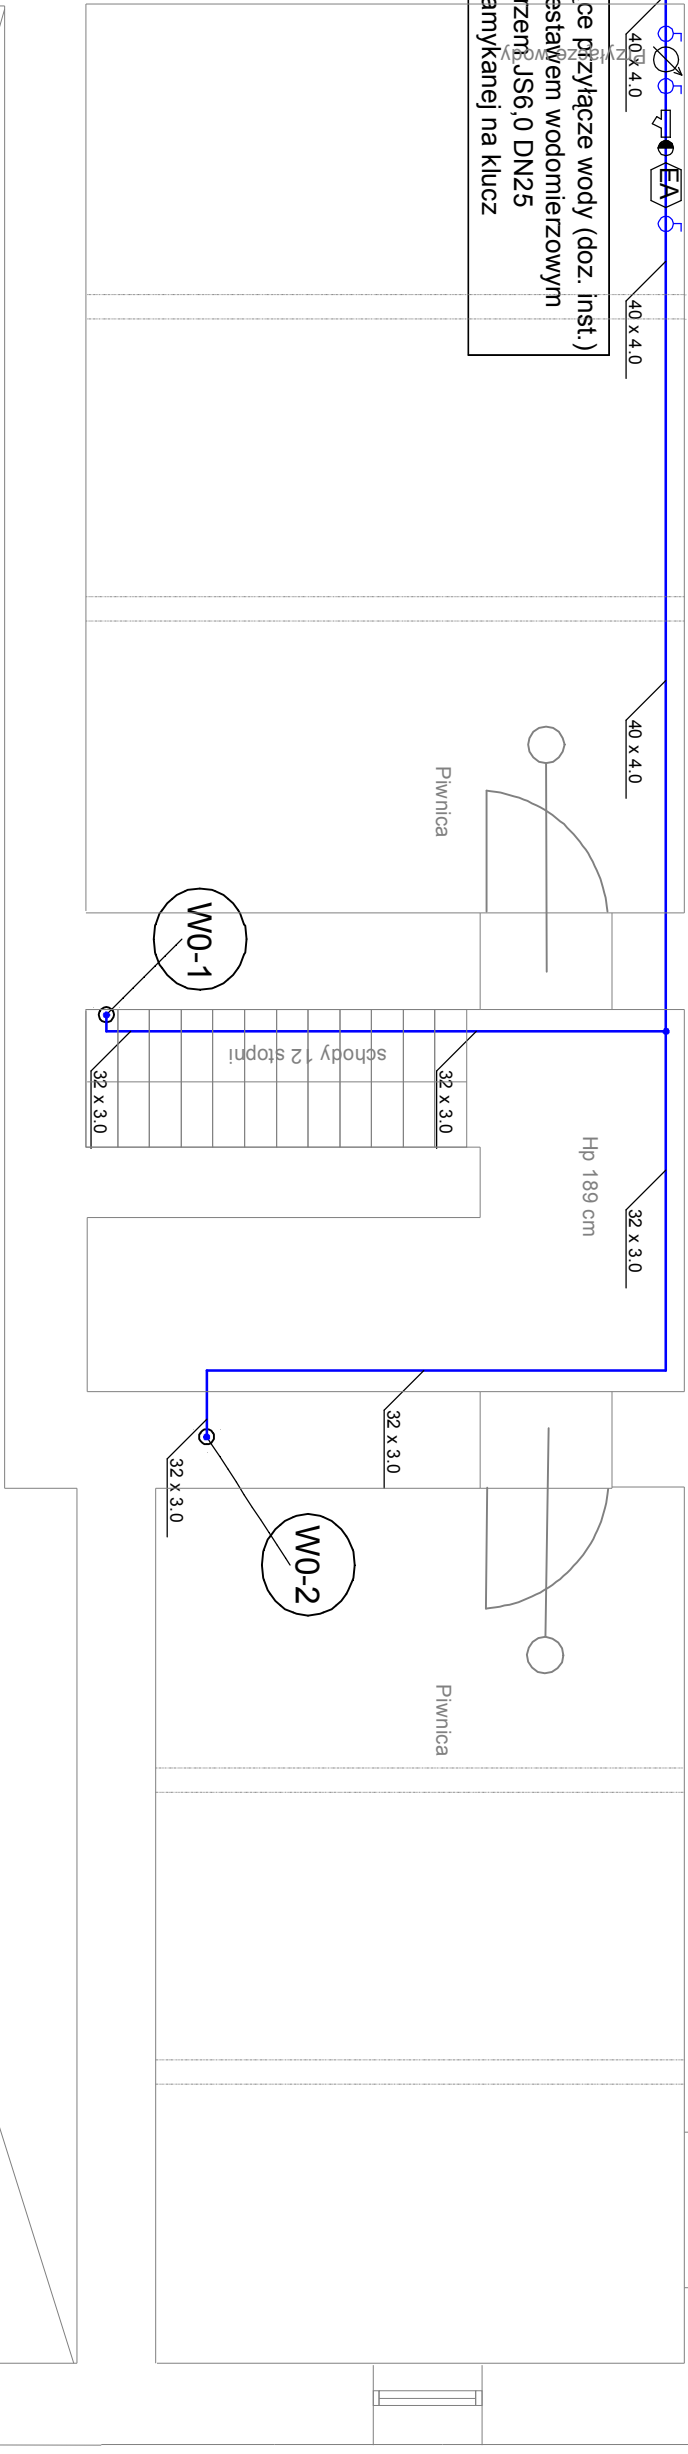 40 x 4.0
Przyłącze wody
EA
ce przyłącze wody (doz. inst.)
estawem wodomierzowym
rzem JS6,0 DN25
amykanej na klucz
40 x 4.0
40 x 4.0
Piwnica
W0-1
schody 12 stopni
32 x 3.0
32 x 3.0
Hp 189 cm
32 x 3.0
32 x 3.0
32 x 3.0
W0-2
Piwnica